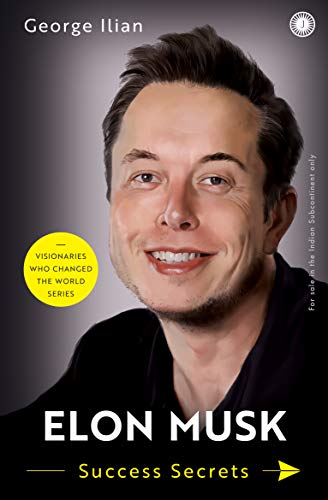 George Ilian
J
VISIONARIES
WHO CHANGED
THE WORLD
SERIES
For sale in the Indian Subcontinent only
ELON MUSK
Success Secrets